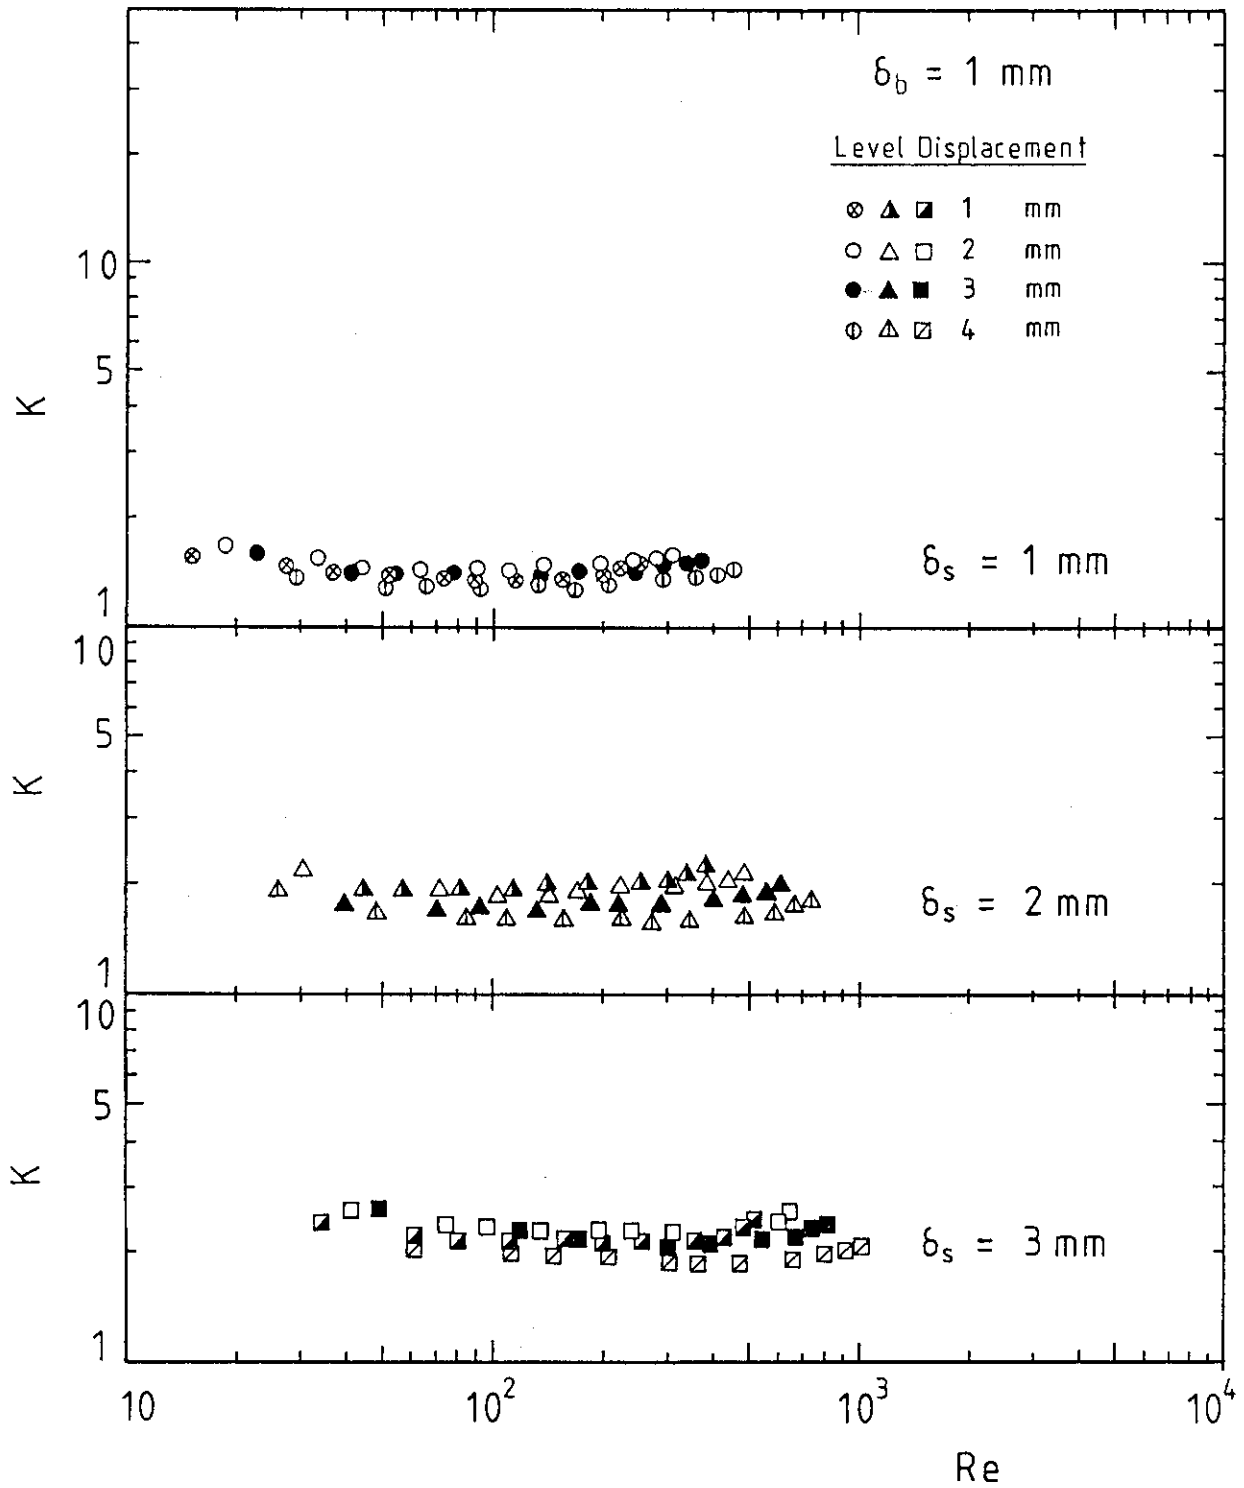 δb = 1 mm
Level Displacement
1 mm
2 mm
3 mm
4 mm
10
5
K
1
δs = 1 mm
10
5
K
1
δs = 2 mm
10
5
K
1
δs = 3 mm
10 10² 10³ 10⁴
Re